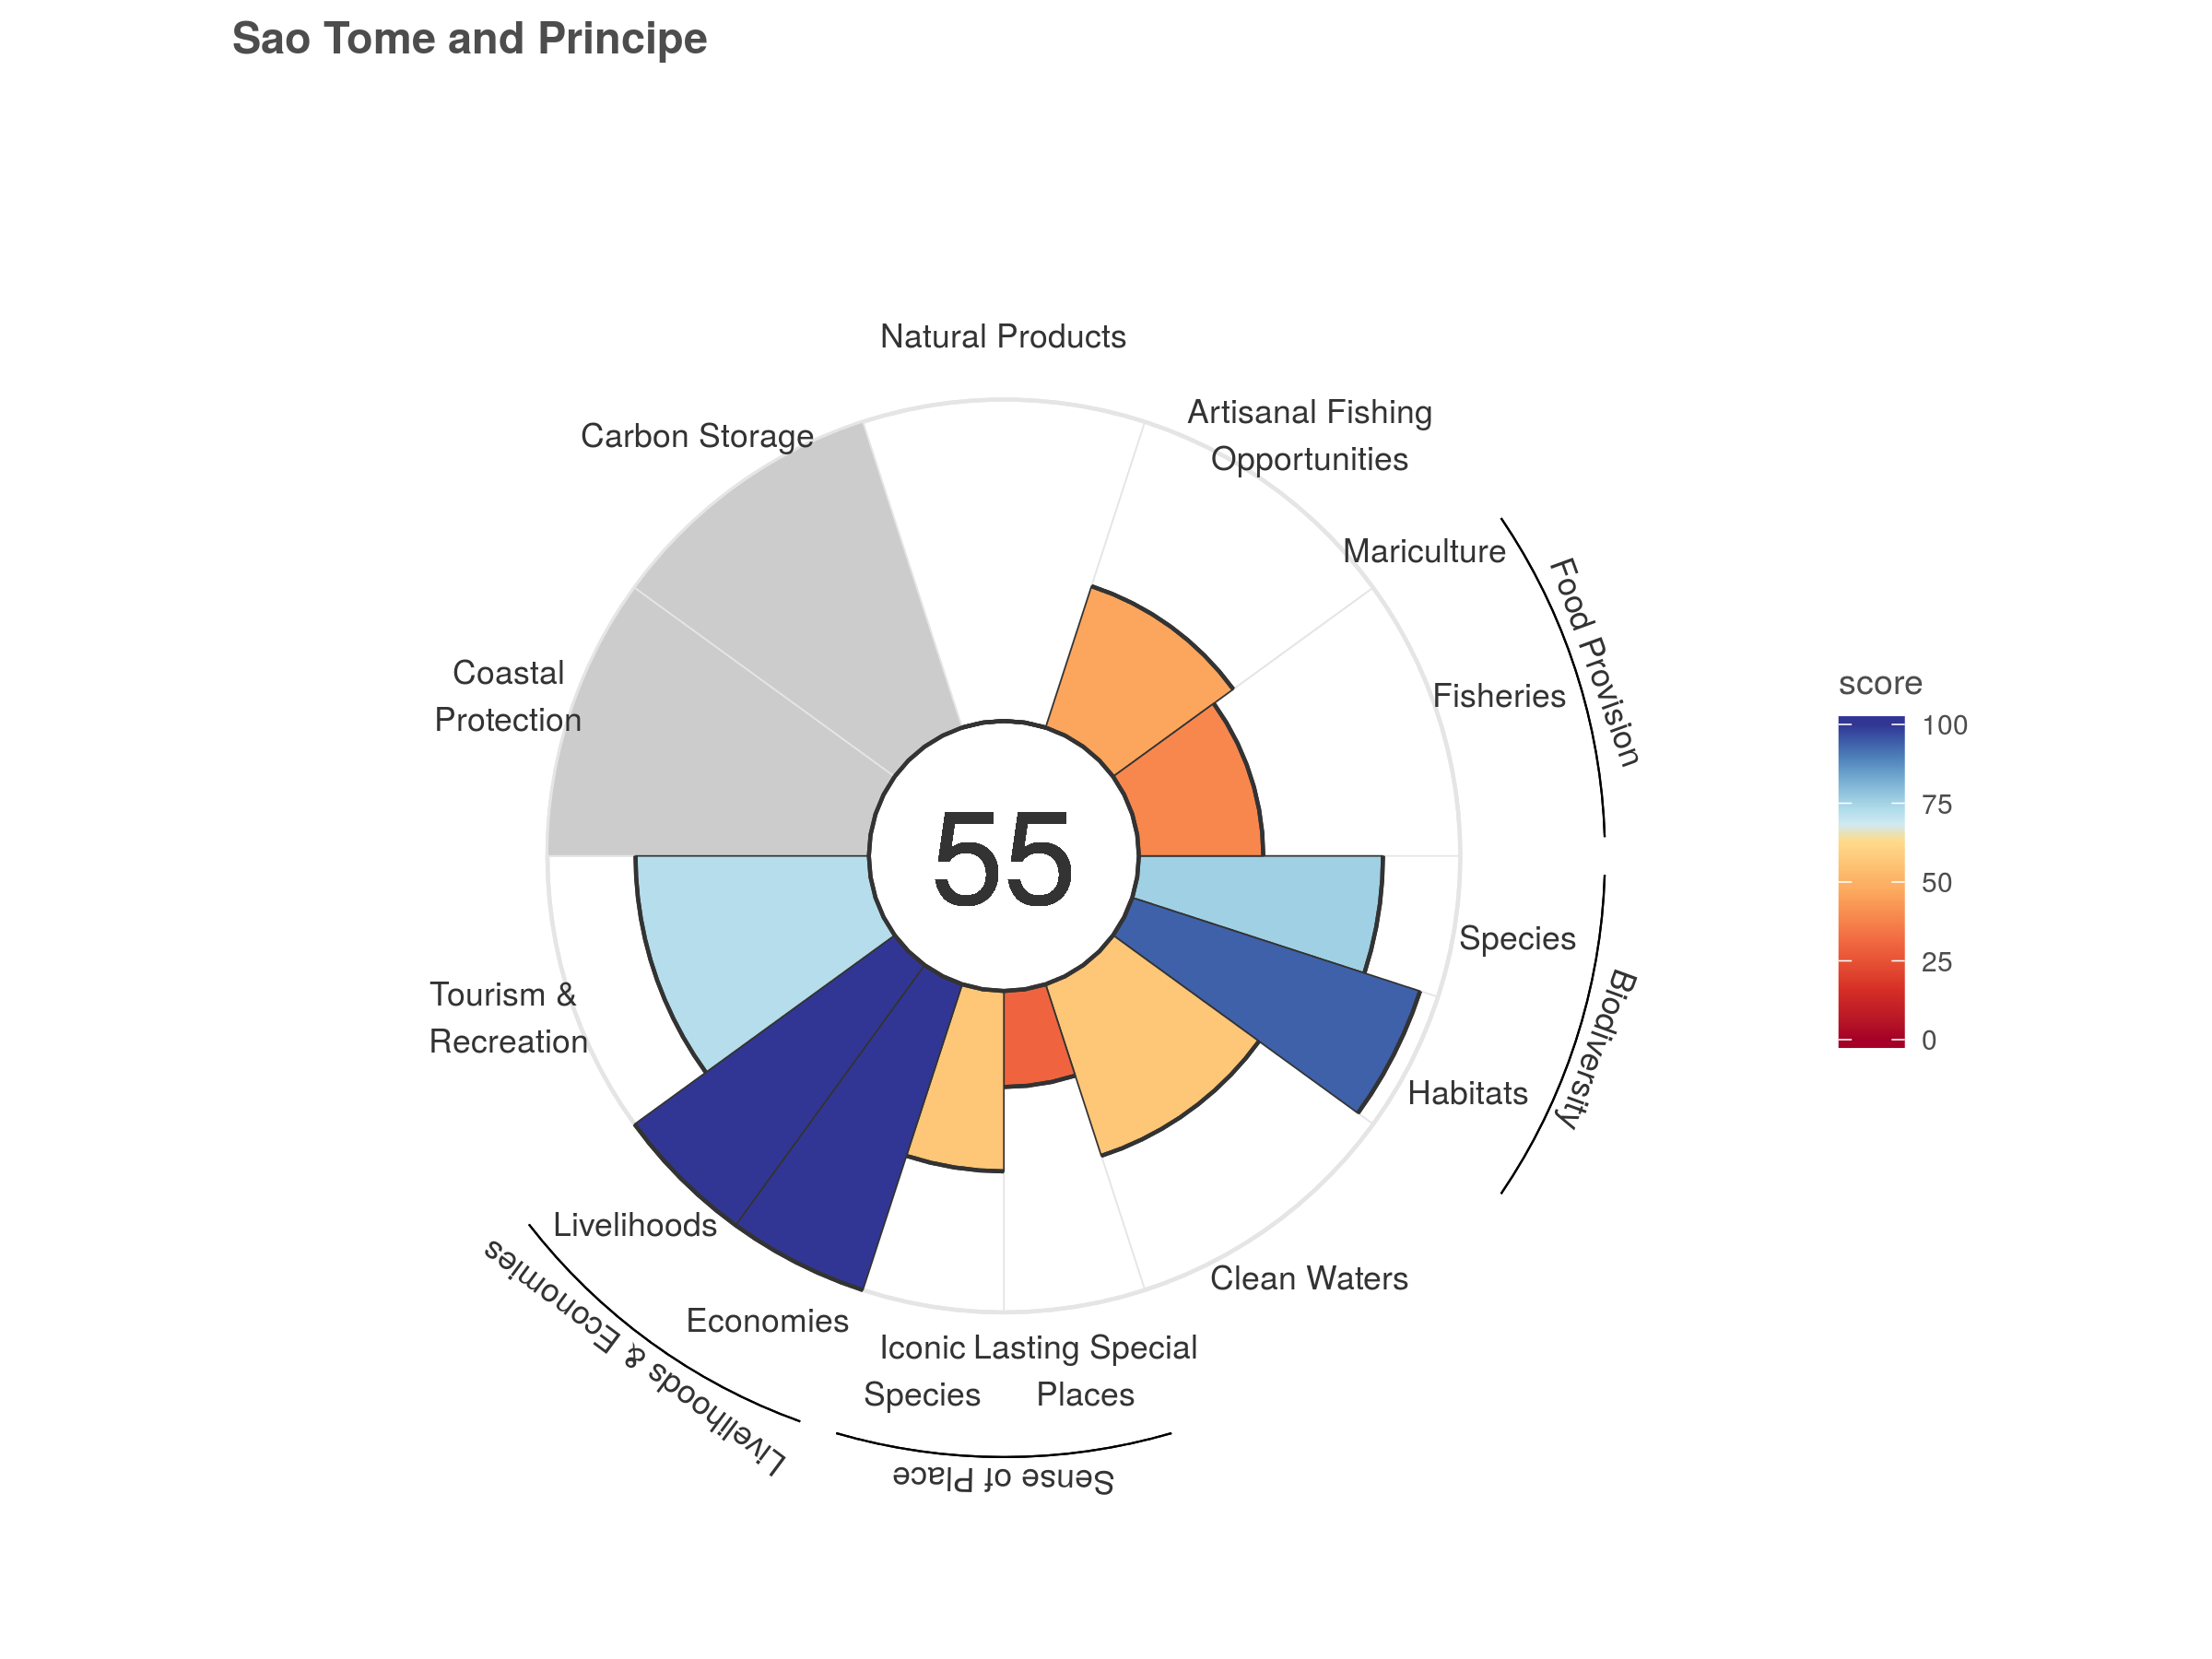 Sao Tome and Principe
Natural Products
Artisanal Fishing
Opportunities
Carbon Storage
Mariculture
Food Provision
Fisheries
Coastal
Protection
score
100
75
50
25
0
55
Species
Biodiversity
Tourism &
Recreation
Habitats
Livelihoods
Clean Waters
Economies
Livelihoods & Economies
Iconic
Species
Lasting Special
Places
Sense of Place